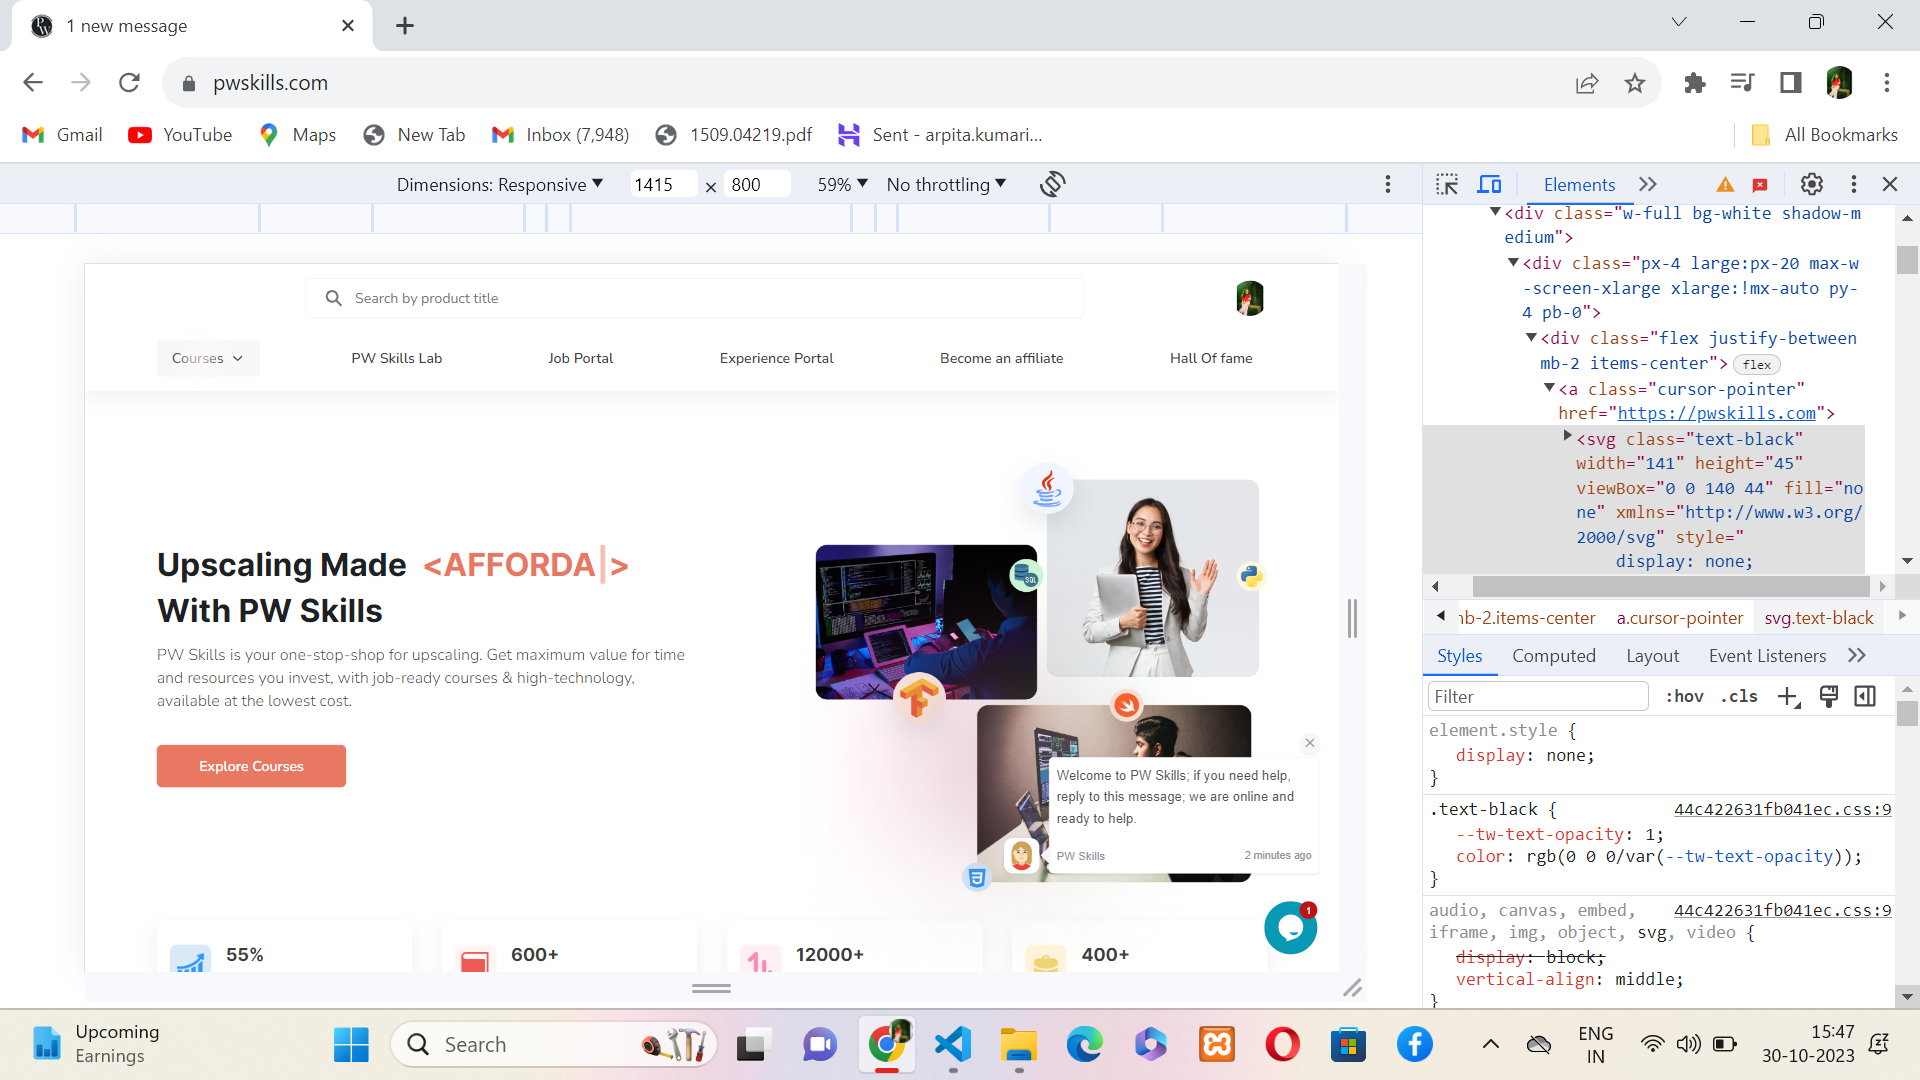 1 new message
pwskills.com
Gmail
YouTube
Maps
New Tab
Inbox (7,948)
1509.04219.pdf
Sent - arpita.kumari...
All Bookmarks
Dimensions: Responsive
1415
×
800
59%
No throttling
Elements
<div class="w-full bg-white shadow-m
edium">
<div class="px-4 large:px-20 max-w
-screen-xlarge xlarge:!mx-auto py-
4 pb-0">
<div class="flex justify-between
mb-2 items-center">
flex
<a class="cursor-pointer"
href="https://pwskills.com">
<svg class="text-black"
width="141" height="45"
viewBox="0 0 140 44" fill="no
ne" xmlns="http://www.w3.org/
2000/svg" style="
display: none;
nb-2.items-center
a.cursor-pointer
svg.text-black
Styles
Computed
Layout
Event Listeners
Filter
:hov
.cls
element.style {
display: none;
}
.text-black {
44c422631fb041ec.css:9
--tw-text-opacity: 1;
color: rgb(0 0 0/var(--tw-text-opacity));
}
audio, canvas, embed,
44c422631fb041ec.css:9
iframe, img, object, svg, video {
display: block;
vertical-align: middle;
}
Search by product title
Courses
PW Skills Lab
Job Portal
Experience Portal
Become an affiliate
Hall Of fame
Upscaling Made <AFFORDA|>
With PW Skills
PW Skills is your one-stop-shop for upscaling. Get maximum value for time
and resources you invest, with job-ready courses & high-technology,
available at the lowest cost.
Explore Courses
SQL
Welcome to PW Skills; if you need help,
reply to this message; we are online and
ready to help.
PW Skills
2 minutes ago
1
55%
600+
12000+
400+
Upcoming
Earnings
Search
ENG
IN
15:47
30-10-2023